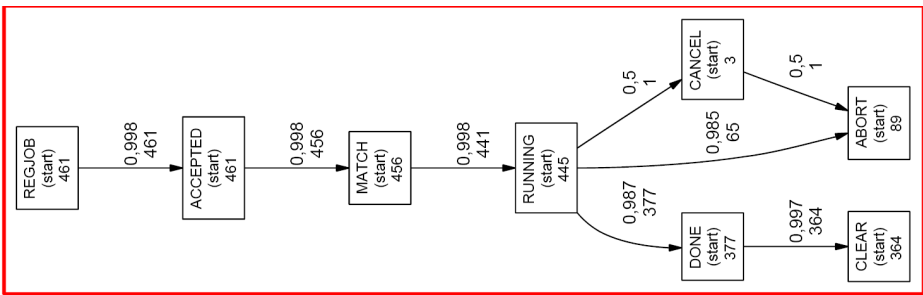 REGJOB
(start)
461
0,998
461
ACCEPTED
(start)
461
0,998
456
MATCH
(start)
456
0,998
441
RUNNING
(start)
445
0,5
1
CANCEL
(start)
3
0,5
1
0,985
65
ABORT
(start)
89
0,987
377
DONE
(start)
377
0,997
364
CLEAR
(start)
364